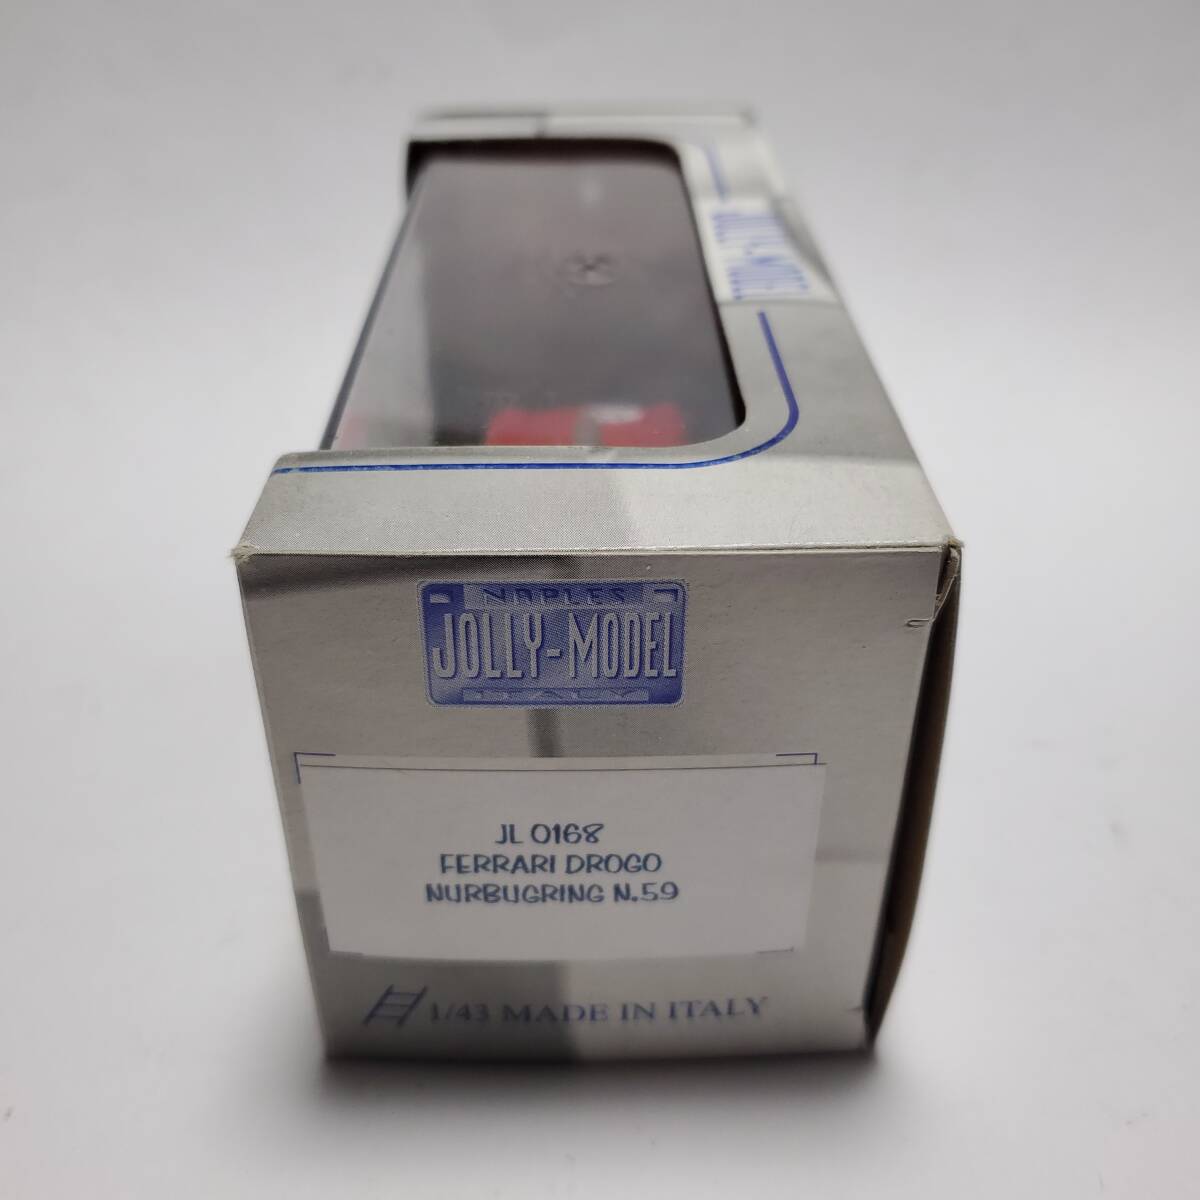 JOLLY-MODEL
NAPLES
JOLLY-MODEL
ITALY
JL 0168
FERRARI DROGO
NURBUGRING N.59
1/43 MADE IN ITALY